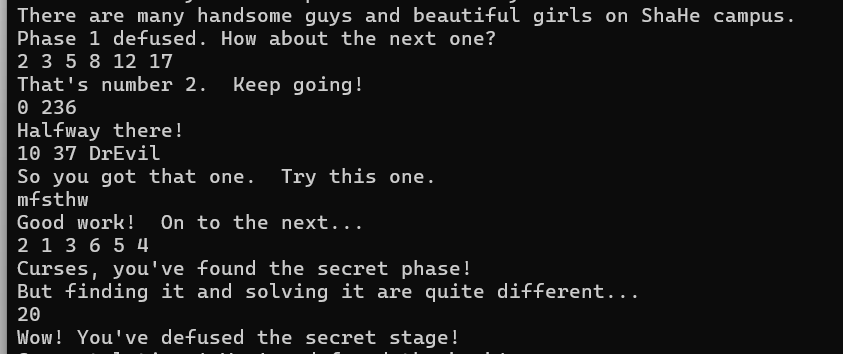 There are many handsome guys and beautiful girls on ShaHe campus.
Phase 1 defused. How about the next one?
2 3 5 8 12 17
That's number 2.  Keep going!
0 236
Halfway there!
10 37 DrEvil
So you got that one.  Try this one.
mfsthw
Good work!  On to the next...
2 1 3 6 5 4
Curses, you've found the secret phase!
But finding it and solving it are quite different...
20
Wow! You've defused the secret stage!